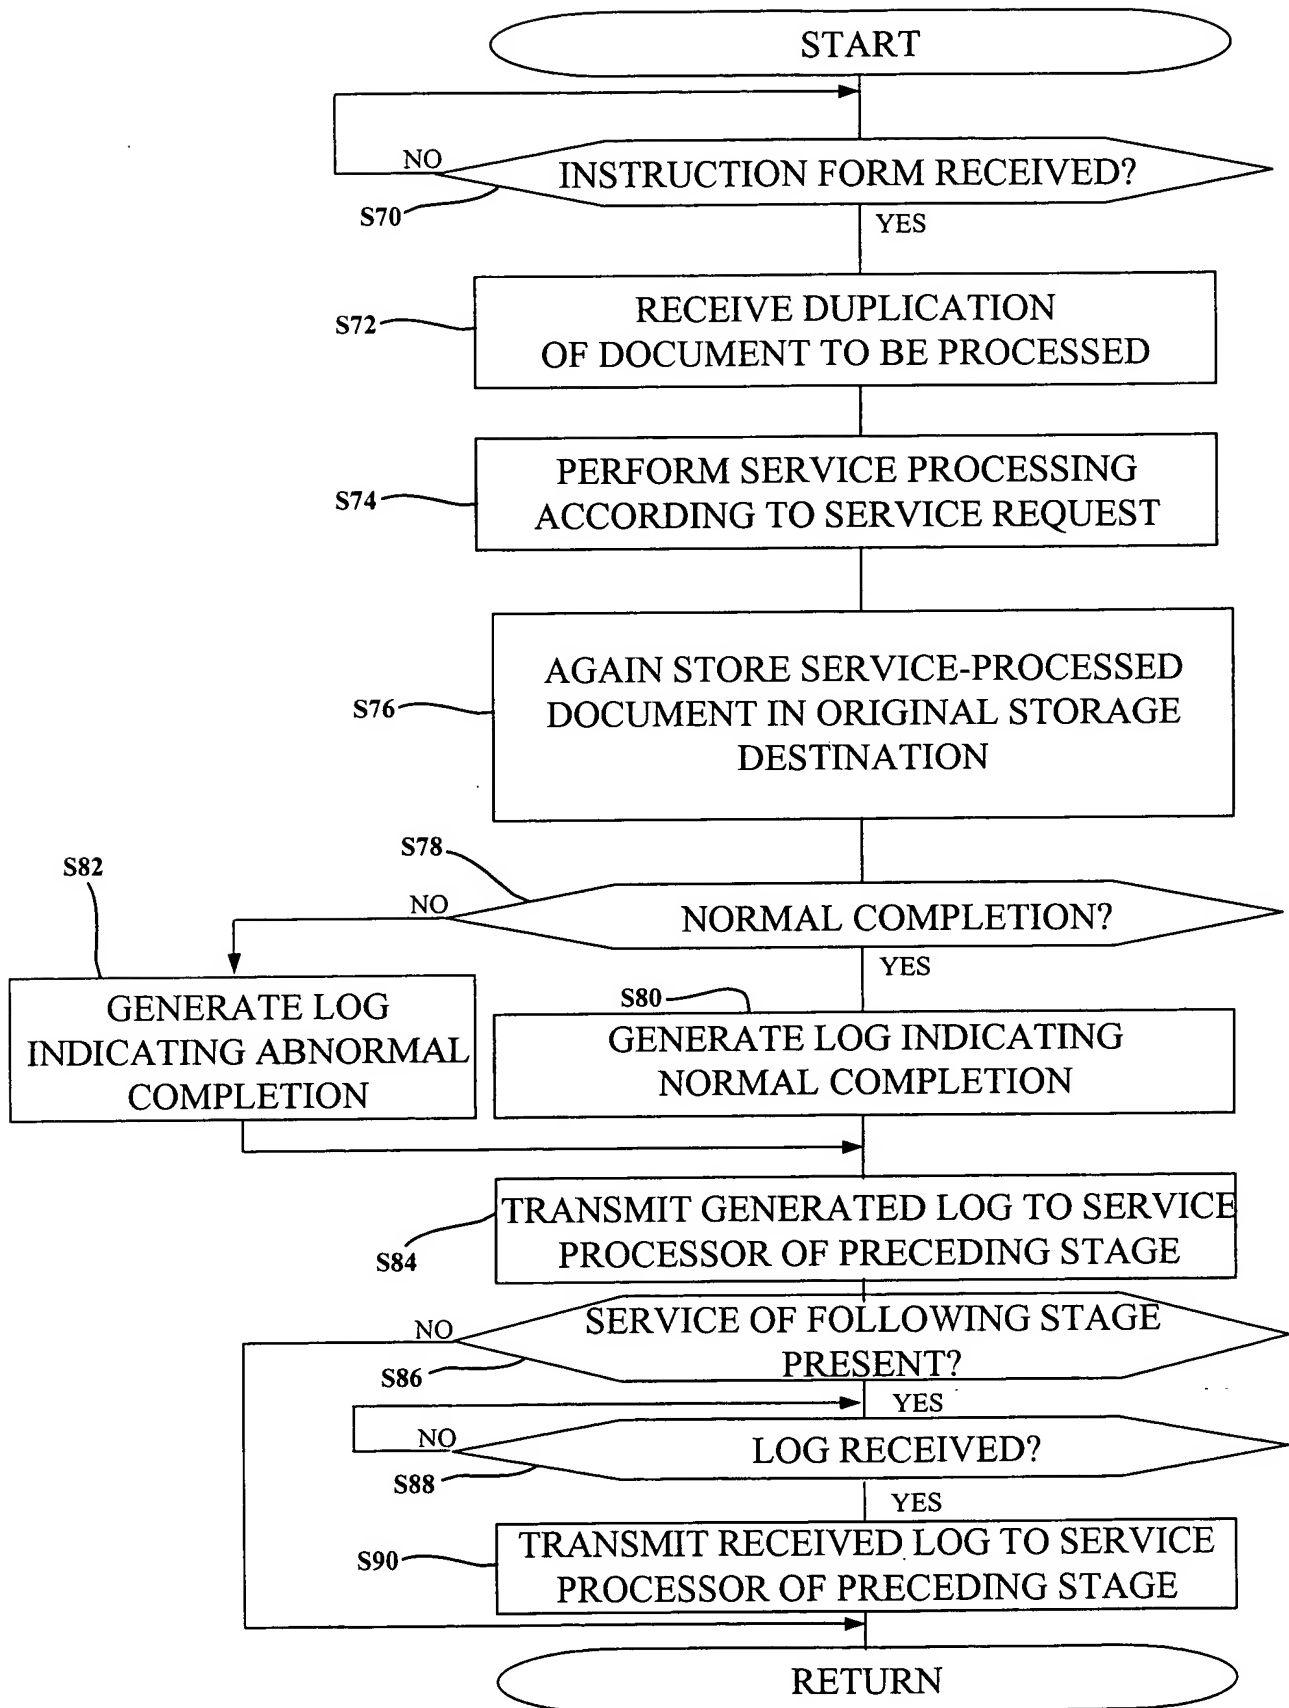 START
NO
INSTRUCTION FORM RECEIVED?
S70
YES
S72
RECEIVE DUPLICATION
OF DOCUMENT TO BE PROCESSED
S74
PERFORM SERVICE PROCESSING
ACCORDING TO SERVICE REQUEST
S76
AGAIN STORE SERVICE-PROCESSED
DOCUMENT IN ORIGINAL STORAGE
DESTINATION
S78
S82
NO
NORMAL COMPLETION?
YES
GENERATE LOG
INDICATING ABNORMAL
COMPLETION
S80
GENERATE LOG INDICATING
NORMAL COMPLETION
TRANSMIT GENERATED LOG TO SERVICE
PROCESSOR OF PRECEDING STAGE
S84
NO
SERVICE OF FOLLOWING STAGE
PRESENT?
S86
YES
NO
LOG RECEIVED?
S88
YES
S90
TRANSMIT RECEIVED LOG TO SERVICE
PROCESSOR OF PRECEDING STAGE
RETURN